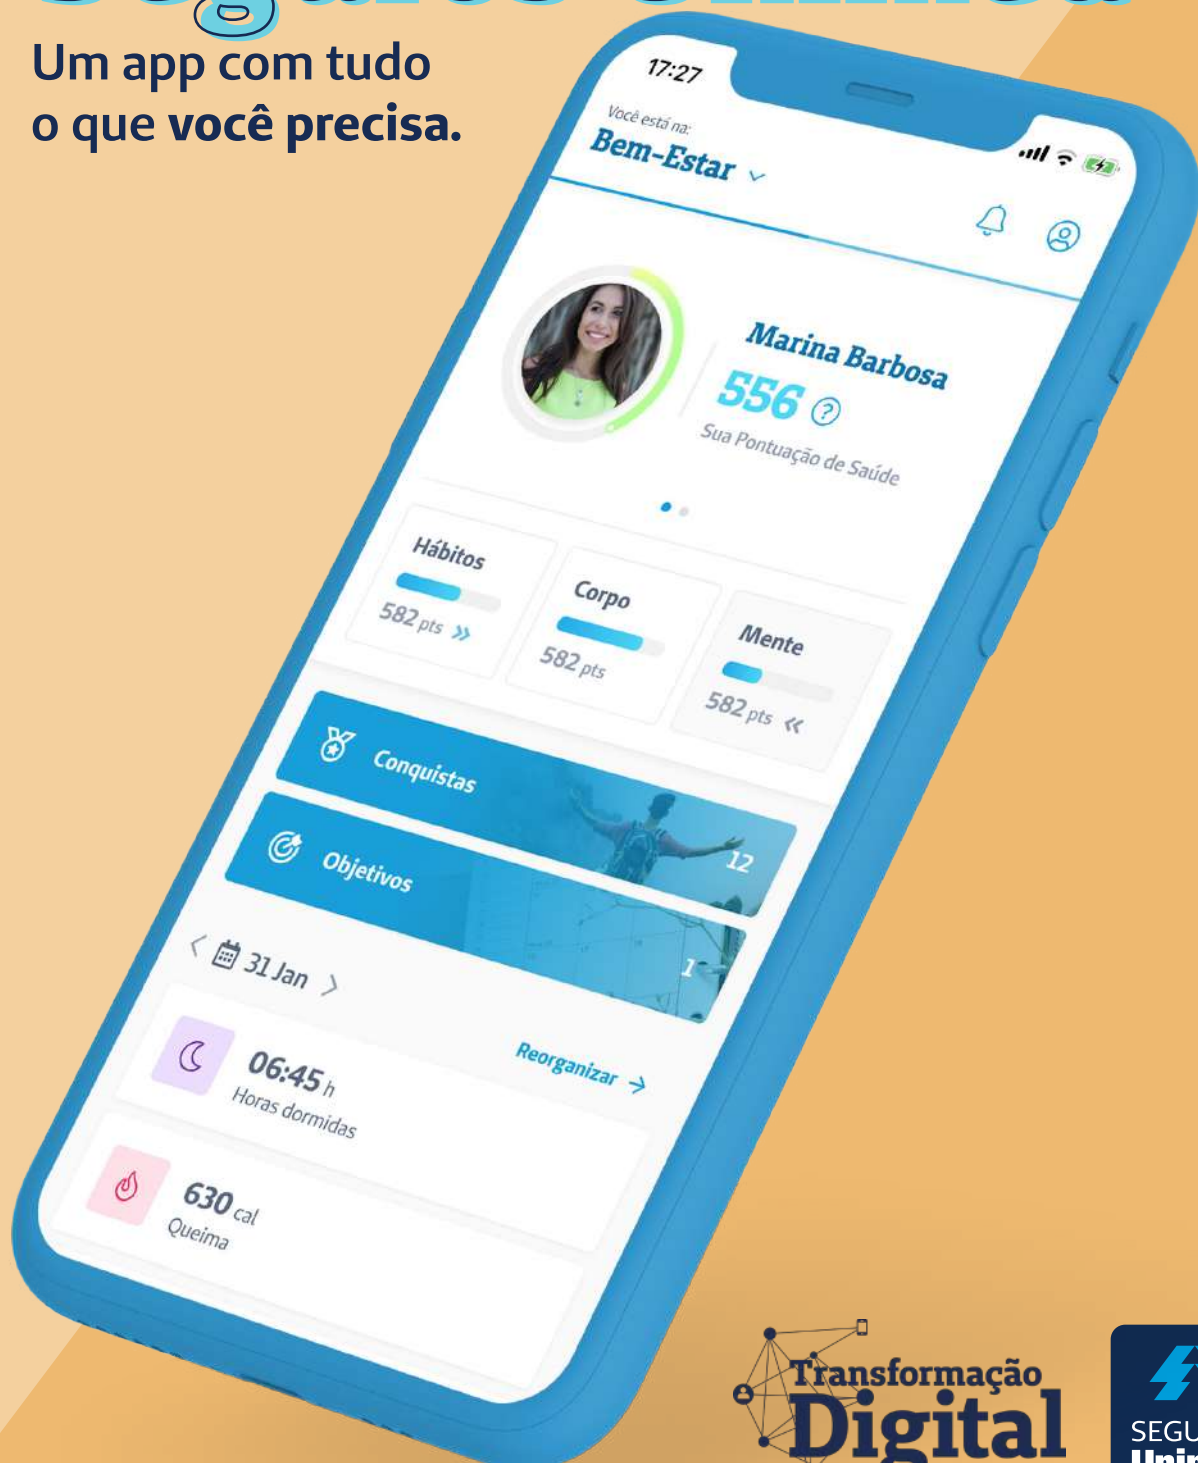 Um app com tudo
o que você precisa.
17:27
Você está na:
Bem-Estar
Marina Barbosa
556 ?
Sua Pontuação de Saúde
Hábitos
582 pts
Corpo
582 pts
Mente
582 pts
Conquistas
12
Objetivos
1
31 Jan
Reorganizar
06:45 h
Horas dormidas
630 cal
Queima
Transformação
Digital